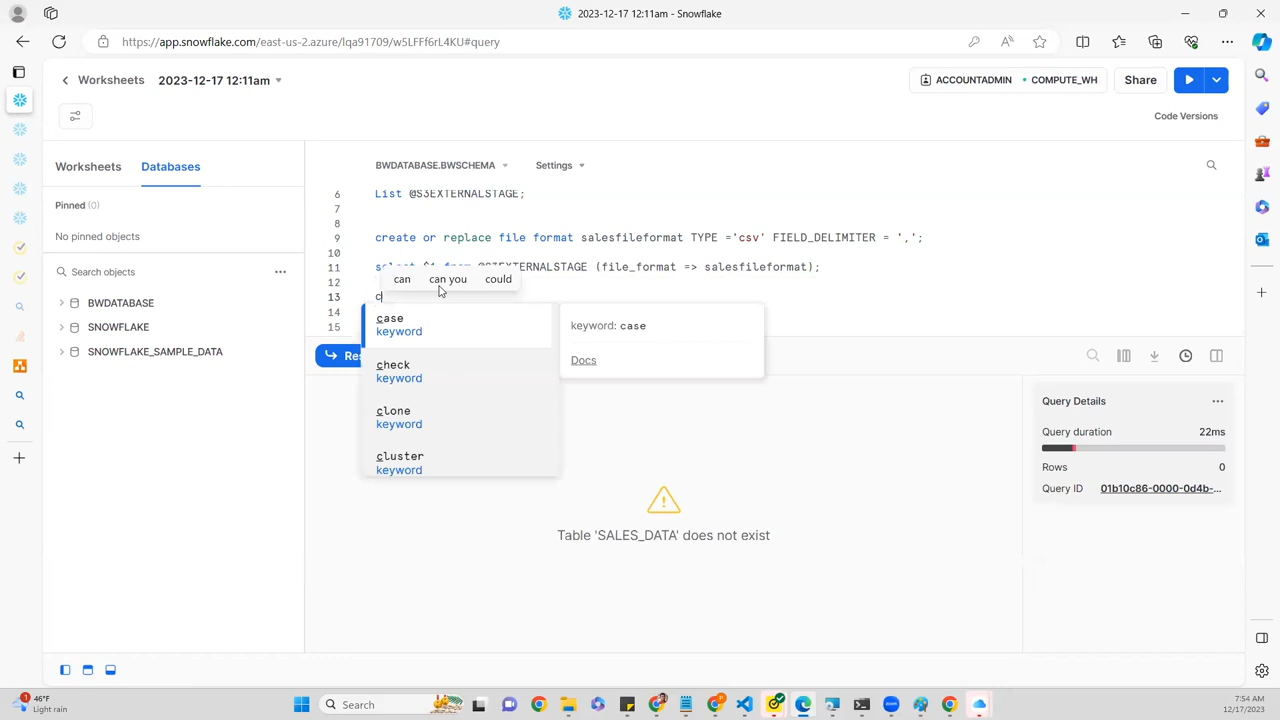 2023-12-17 12:11am - Snowflake
https://app.snowflake.com/east-us-2.azure/lqa91709/w5LFFf6rL4KU#query
Worksheets 2023-12-17 12:11am
ACCOUNTADMIN • COMPUTE_WH
Share
Code Versions
Worksheets Databases
Pinned (0)
No pinned objects
Search objects
BWDATABASE
SNOWFLAKE
SNOWFLAKE_SAMPLE_DATA
BWDATABASE.BWSCHEMA Settings
6 List @S3EXTERNALSTAGE;
7
8
9 create or replace file format salesfileformat TYPE ='csv' FIELD_DELIMITER = ',';
10
11 select $1 from @S3EXTERNALSTAGE (file_format => salesfileformat);
12
can can you could
13 c
14
15
case
keyword
check
keyword
clone
keyword
cluster
keyword
keyword: case
Docs
Table 'SALES_DATA' does not exist
Query Details
Query duration 22ms
Rows 0
Query ID 01b10c86-0000-0d4b-...
1
46°F
Light rain
Search
7:54 AM
12/17/2023